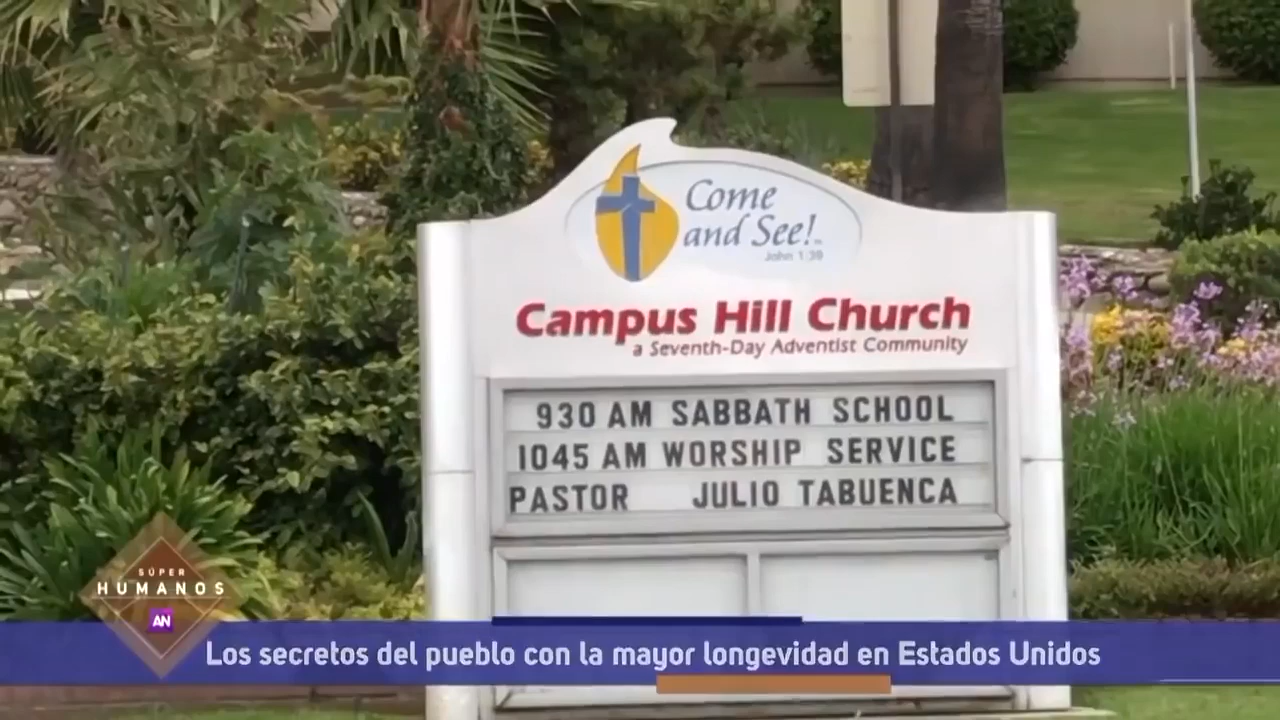 Come
and See!
John 1:39
Campus Hill Church
a Seventh-Day Adventist Community
930 AM SABBATH SCHOOL
1045 AM WORSHIP SERVICE
PASTOR JULIO TABUENCA
SÚPER
HUMANOS
AN
Los secretos del pueblo con la mayor longevidad en Estados Unidos